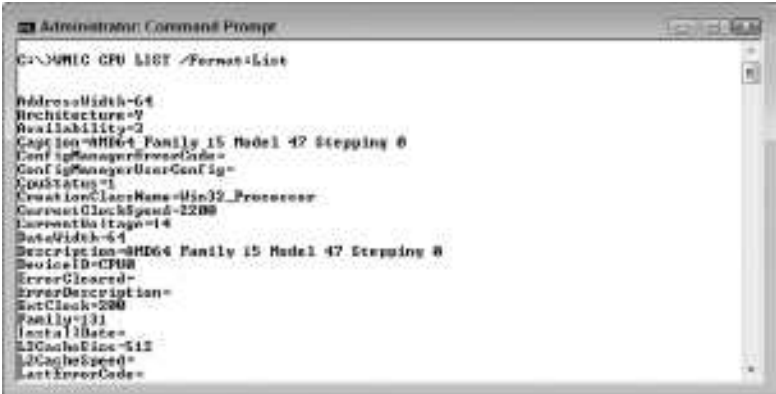 Administrator: Command Prompt
C:\>WMIC CPU LIST /Format:List
AddressWidth=64
Architecture=9
Availability=3
Caption=AMD64 Family 15 Model 47 Stepping 0
ConfigManagerErrorCode=
ConfigManagerUserConfig=
CpuStatus=1
CreationClassName=Win32_Processor
CurrentClockSpeed=2200
CurrentVoltage=14
DataWidth=64
Description=AMD64 Family 15 Model 47 Stepping 0
DeviceID=CPU0
ErrorCleared=
ErrorDescription=
ExtClock=200
Family=131
InstallDate=
L2CacheSize=512
L2CacheSpeed=
LastErrorCode=